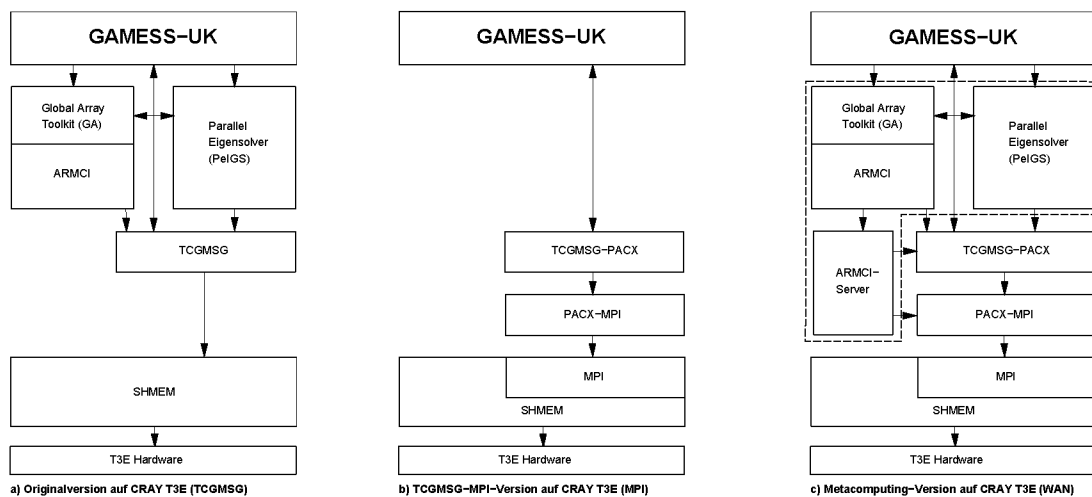 GAMESS-UK
Global Array
Toolkit (GA)
ARMCI
Parallel
Eigensolver
(PeIGS)
TCGMSG
SHMEM
T3E Hardware
a) Originalversion auf CRAY T3E (TCGMSG)
GAMESS-UK
TCGMSG-PACX
PACX-MPI
MPI
SHMEM
T3E Hardware
b) TCGMSG-MPI-Version auf CRAY T3E (MPI)
GAMESS-UK
Global Array
Toolkit (GA)
ARMCI
Parallel
Eigensolver
(PeIGS)
ARMCI-
Server
TCGMSG-PACX
PACX-MPI
MPI
SHMEM
T3E Hardware
c) Metacomputing-Version auf CRAY T3E (WAN)